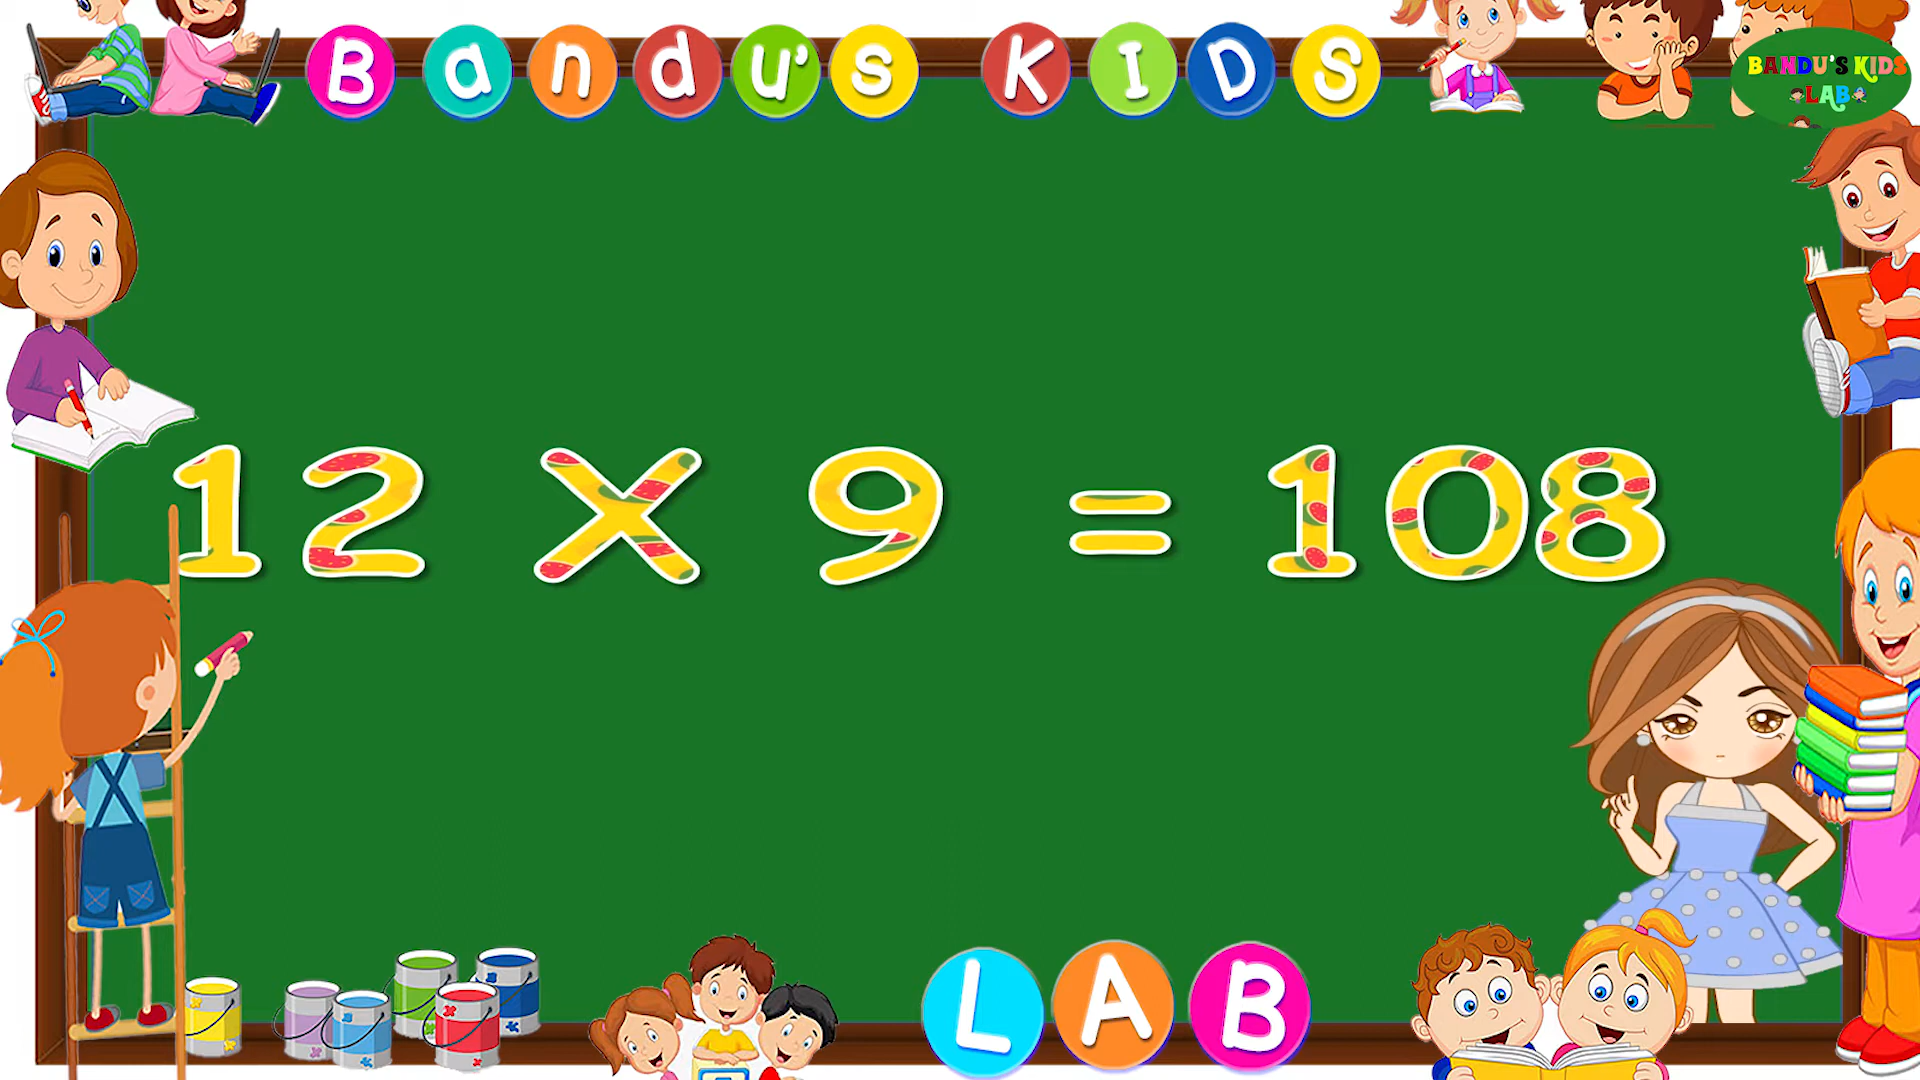 Bandu's KIDS
BANDU'S KIDS
LAB
12 × 9 = 108
LAB